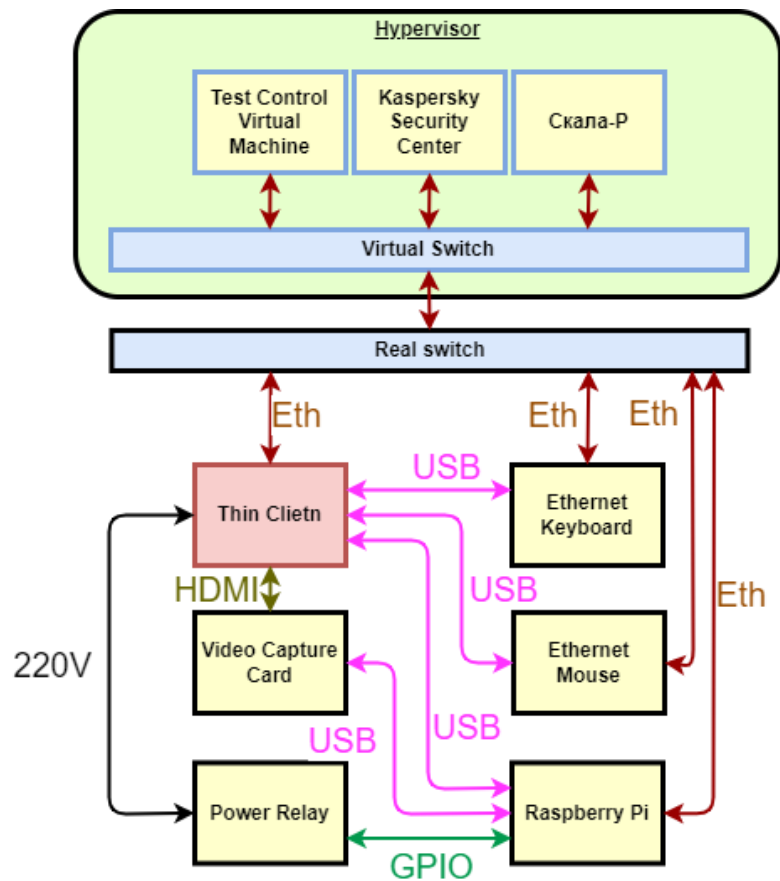 Hypervisor
Test Control
Virtual
Machine
Kaspersky
Security
Center
Скала-Р
Virtual Switch
Real switch
Eth
Eth
Eth
USB
Thin Clietn
Ethernet
Keyboard
HDMI
USB
Eth
220V
Video Capture
Card
Ethernet
Mouse
USB
USB
Power Relay
Raspberry Pi
GPIO